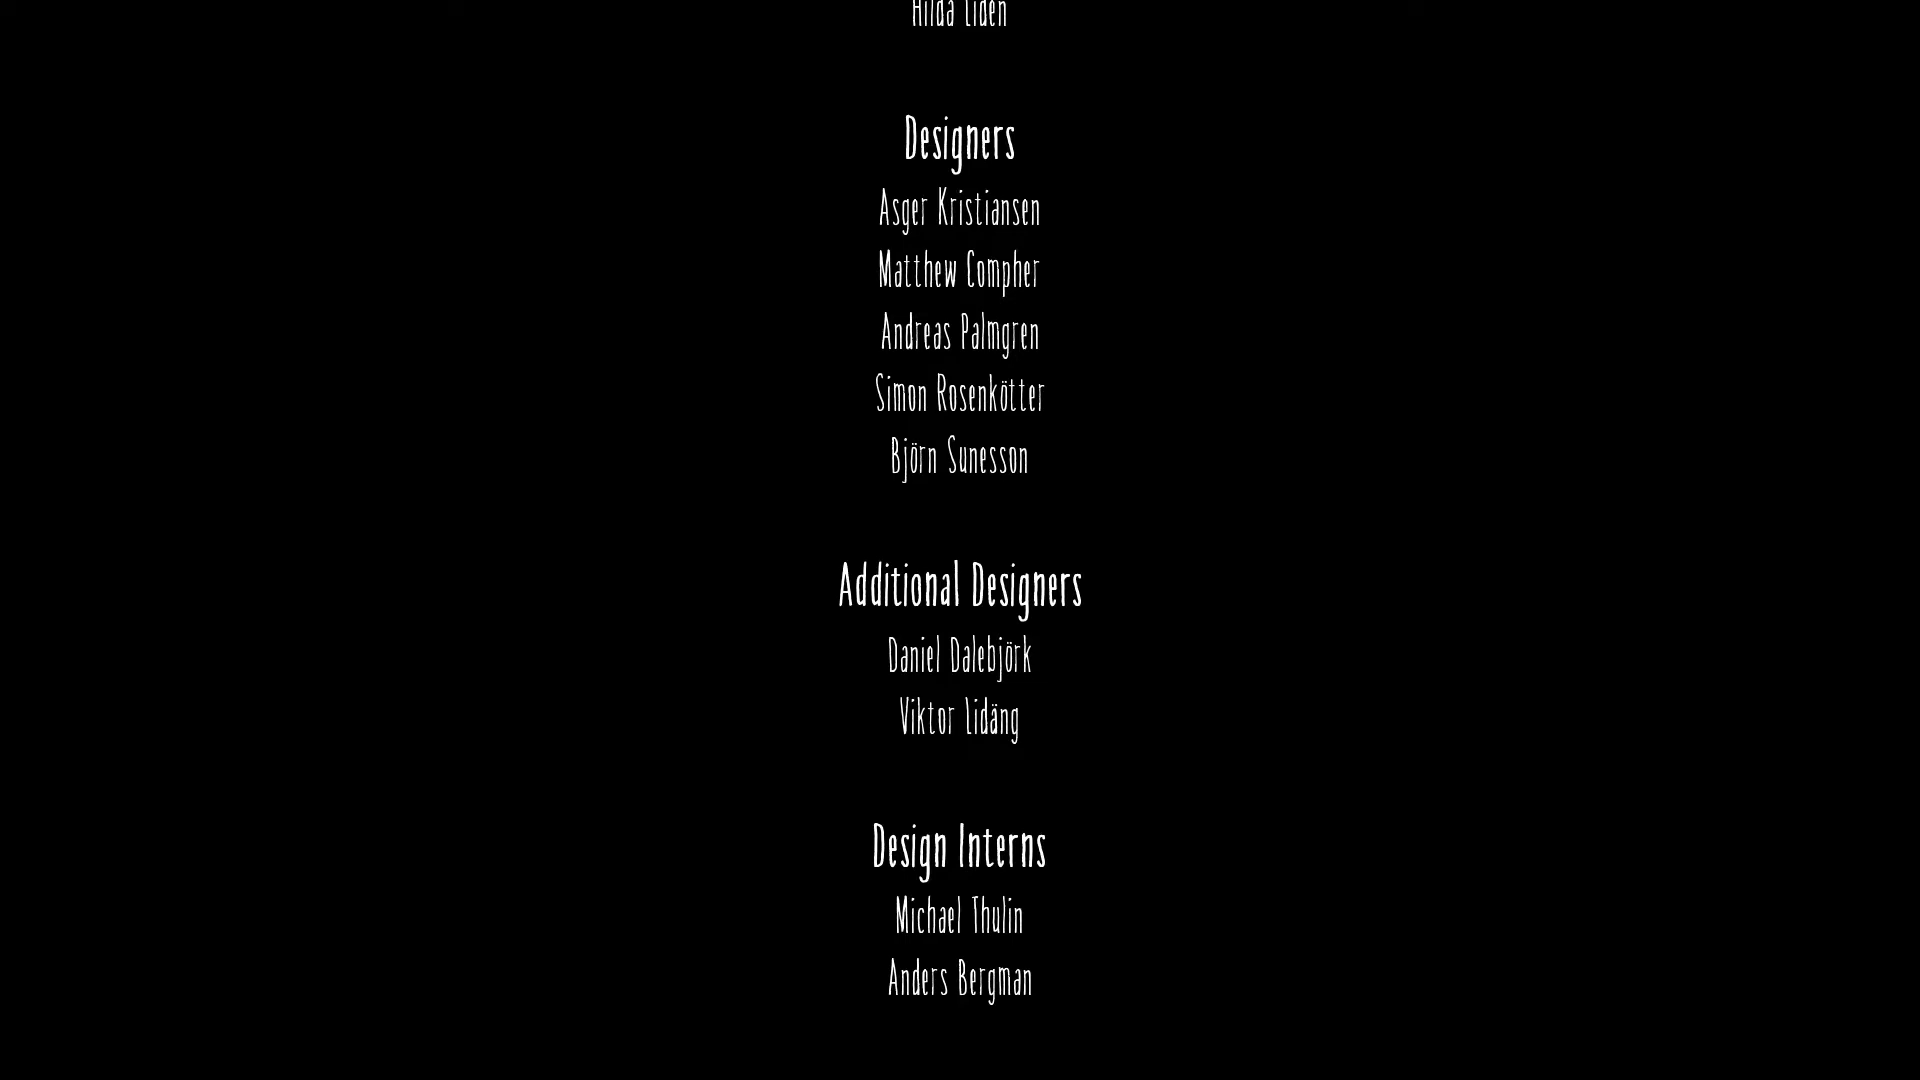 Hilda Liden
Designers
Asger Kristiansen
Matthew Compher
Andreas Palmgren
Simon Rosenkötter
Björn Sunesson
Additional Designers
Daniel Dalebjörk
Viktor Lidäng
Design Interns
Michael Thulin
Anders Bergman